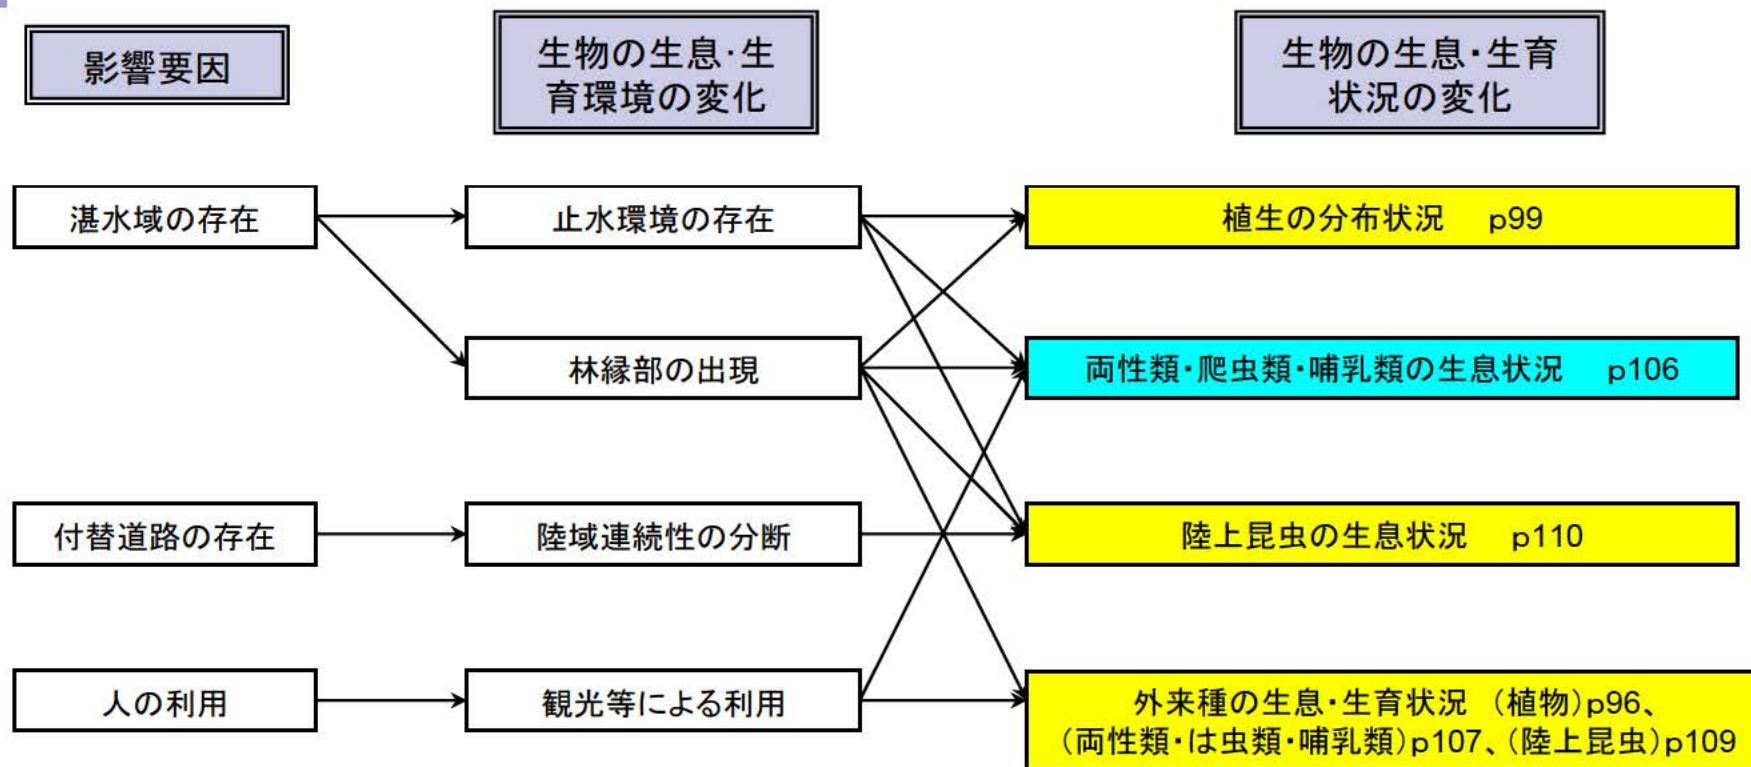 影響要因
生物の生息・生
育環境の変化
生物の生息・生育
状況の変化
湛水域の存在
止水環境の存在
植生の分布状況 p99
林縁部の出現
両性類・爬虫類・哺乳類の生息状況 p106
付替道路の存在
陸域連続性の分断
陸上昆虫の生息状況 p110
人の利用
観光等による利用
外来種の生息・生育状況 （植物）p96、
（両性類・は虫類・哺乳類）p107、（陸上昆虫）p109